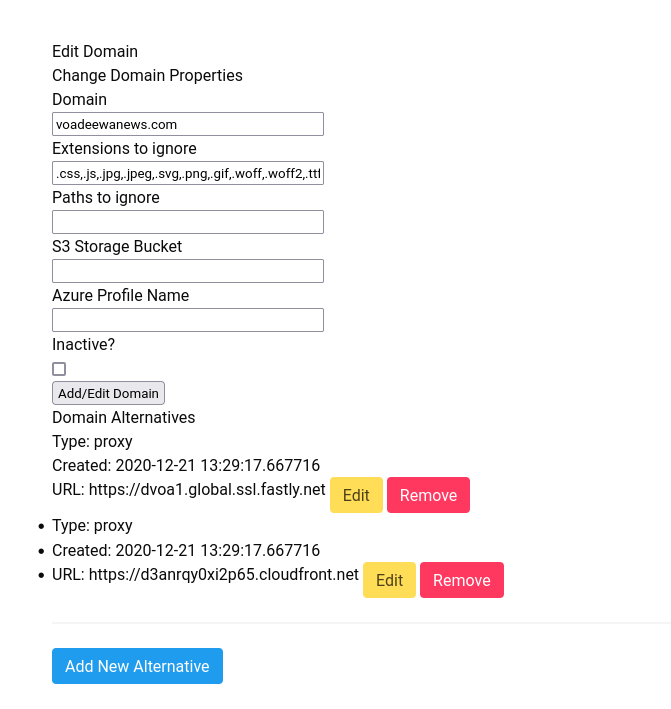 Edit Domain
Change Domain Properties
Domain
voadeewanews.com
Extensions to ignore
.css,.js,.jpg,.jpeg,.svg,.png,.gif,.woff,.woff2,.ttf
Paths to ignore
S3 Storage Bucket
Azure Profile Name
Inactive?
Add/Edit Domain
Domain Alternatives
Type: proxy
Created: 2020-12-21 13:29:17.667716
URL: https://dvoa1.global.ssl.fastly.net Edit Remove
• Type: proxy
• Created: 2020-12-21 13:29:17.667716
• URL: https://d3anrqy0xi2p65.cloudfront.net Edit Remove
Add New Alternative